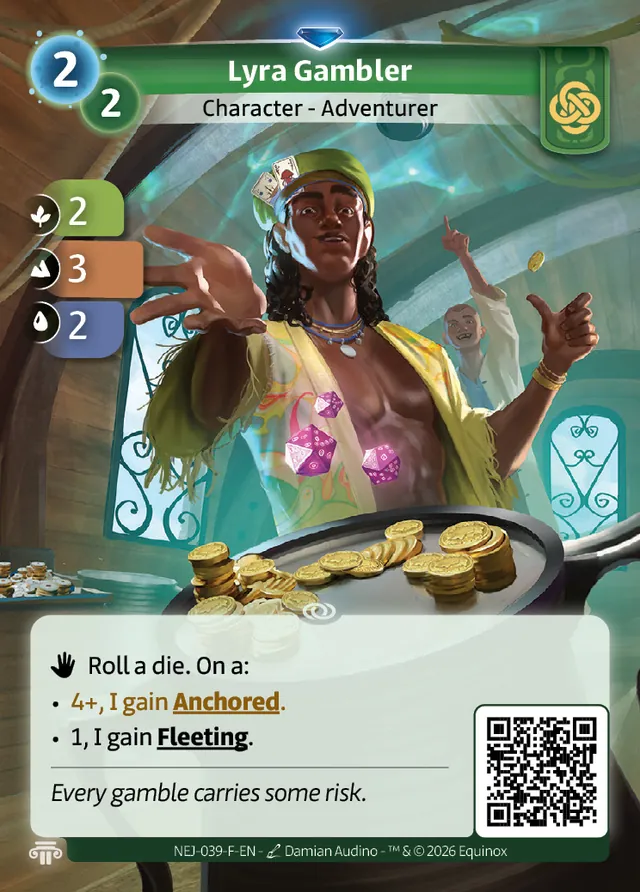 2
Lyra Gambler
2
Character - Adventurer
2
3
2
Roll a die. On a:
• 4+, I gain Anchored.
• 1, I gain Fleeting.
Every gamble carries some risk.
NEJ-039-F-EN - Damian Audino - ™ & © 2026 Equinox